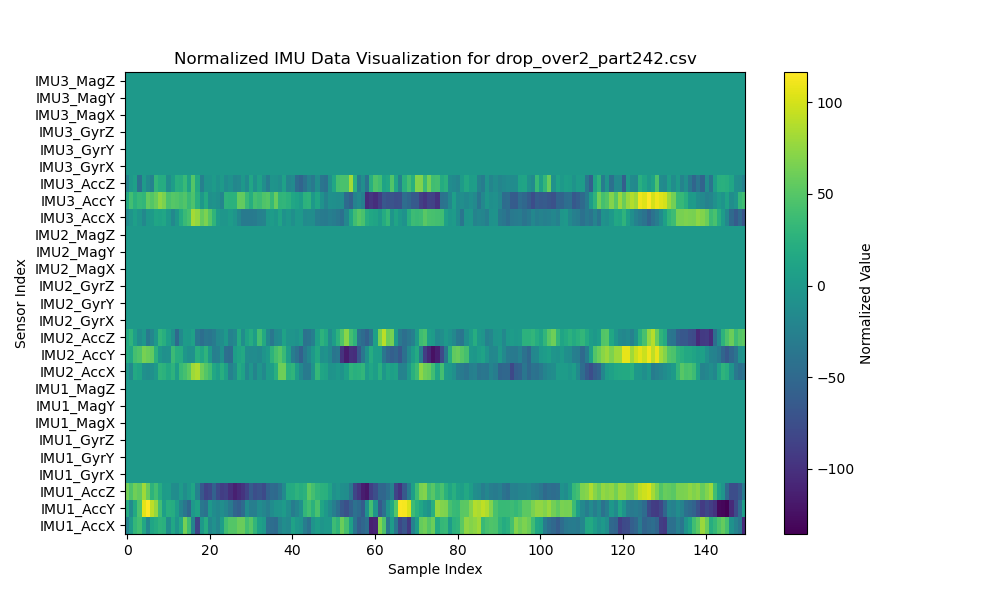 Normalized IMU Data Visualization for drop_over2_part242.csv
IMU3_MagZ
IMU3_MagY
IMU3_MagX
IMU3_GyrZ
IMU3_GyrY
IMU3_GyrX
IMU3_AccZ
IMU3_AccY
IMU3_AccX
IMU2_MagZ
IMU2_MagY
IMU2_MagX
IMU2_GyrZ
IMU2_GyrY
IMU2_GyrX
IMU2_AccZ
IMU2_AccY
IMU2_AccX
IMU1_MagZ
IMU1_MagY
IMU1_MagX
IMU1_GyrZ
IMU1_GyrY
IMU1_GyrX
IMU1_AccZ
IMU1_AccY
IMU1_AccX
Sensor Index
0 20 40 60 80 100 120 140
Sample Index
100
50
0
−50
−100
Normalized Value